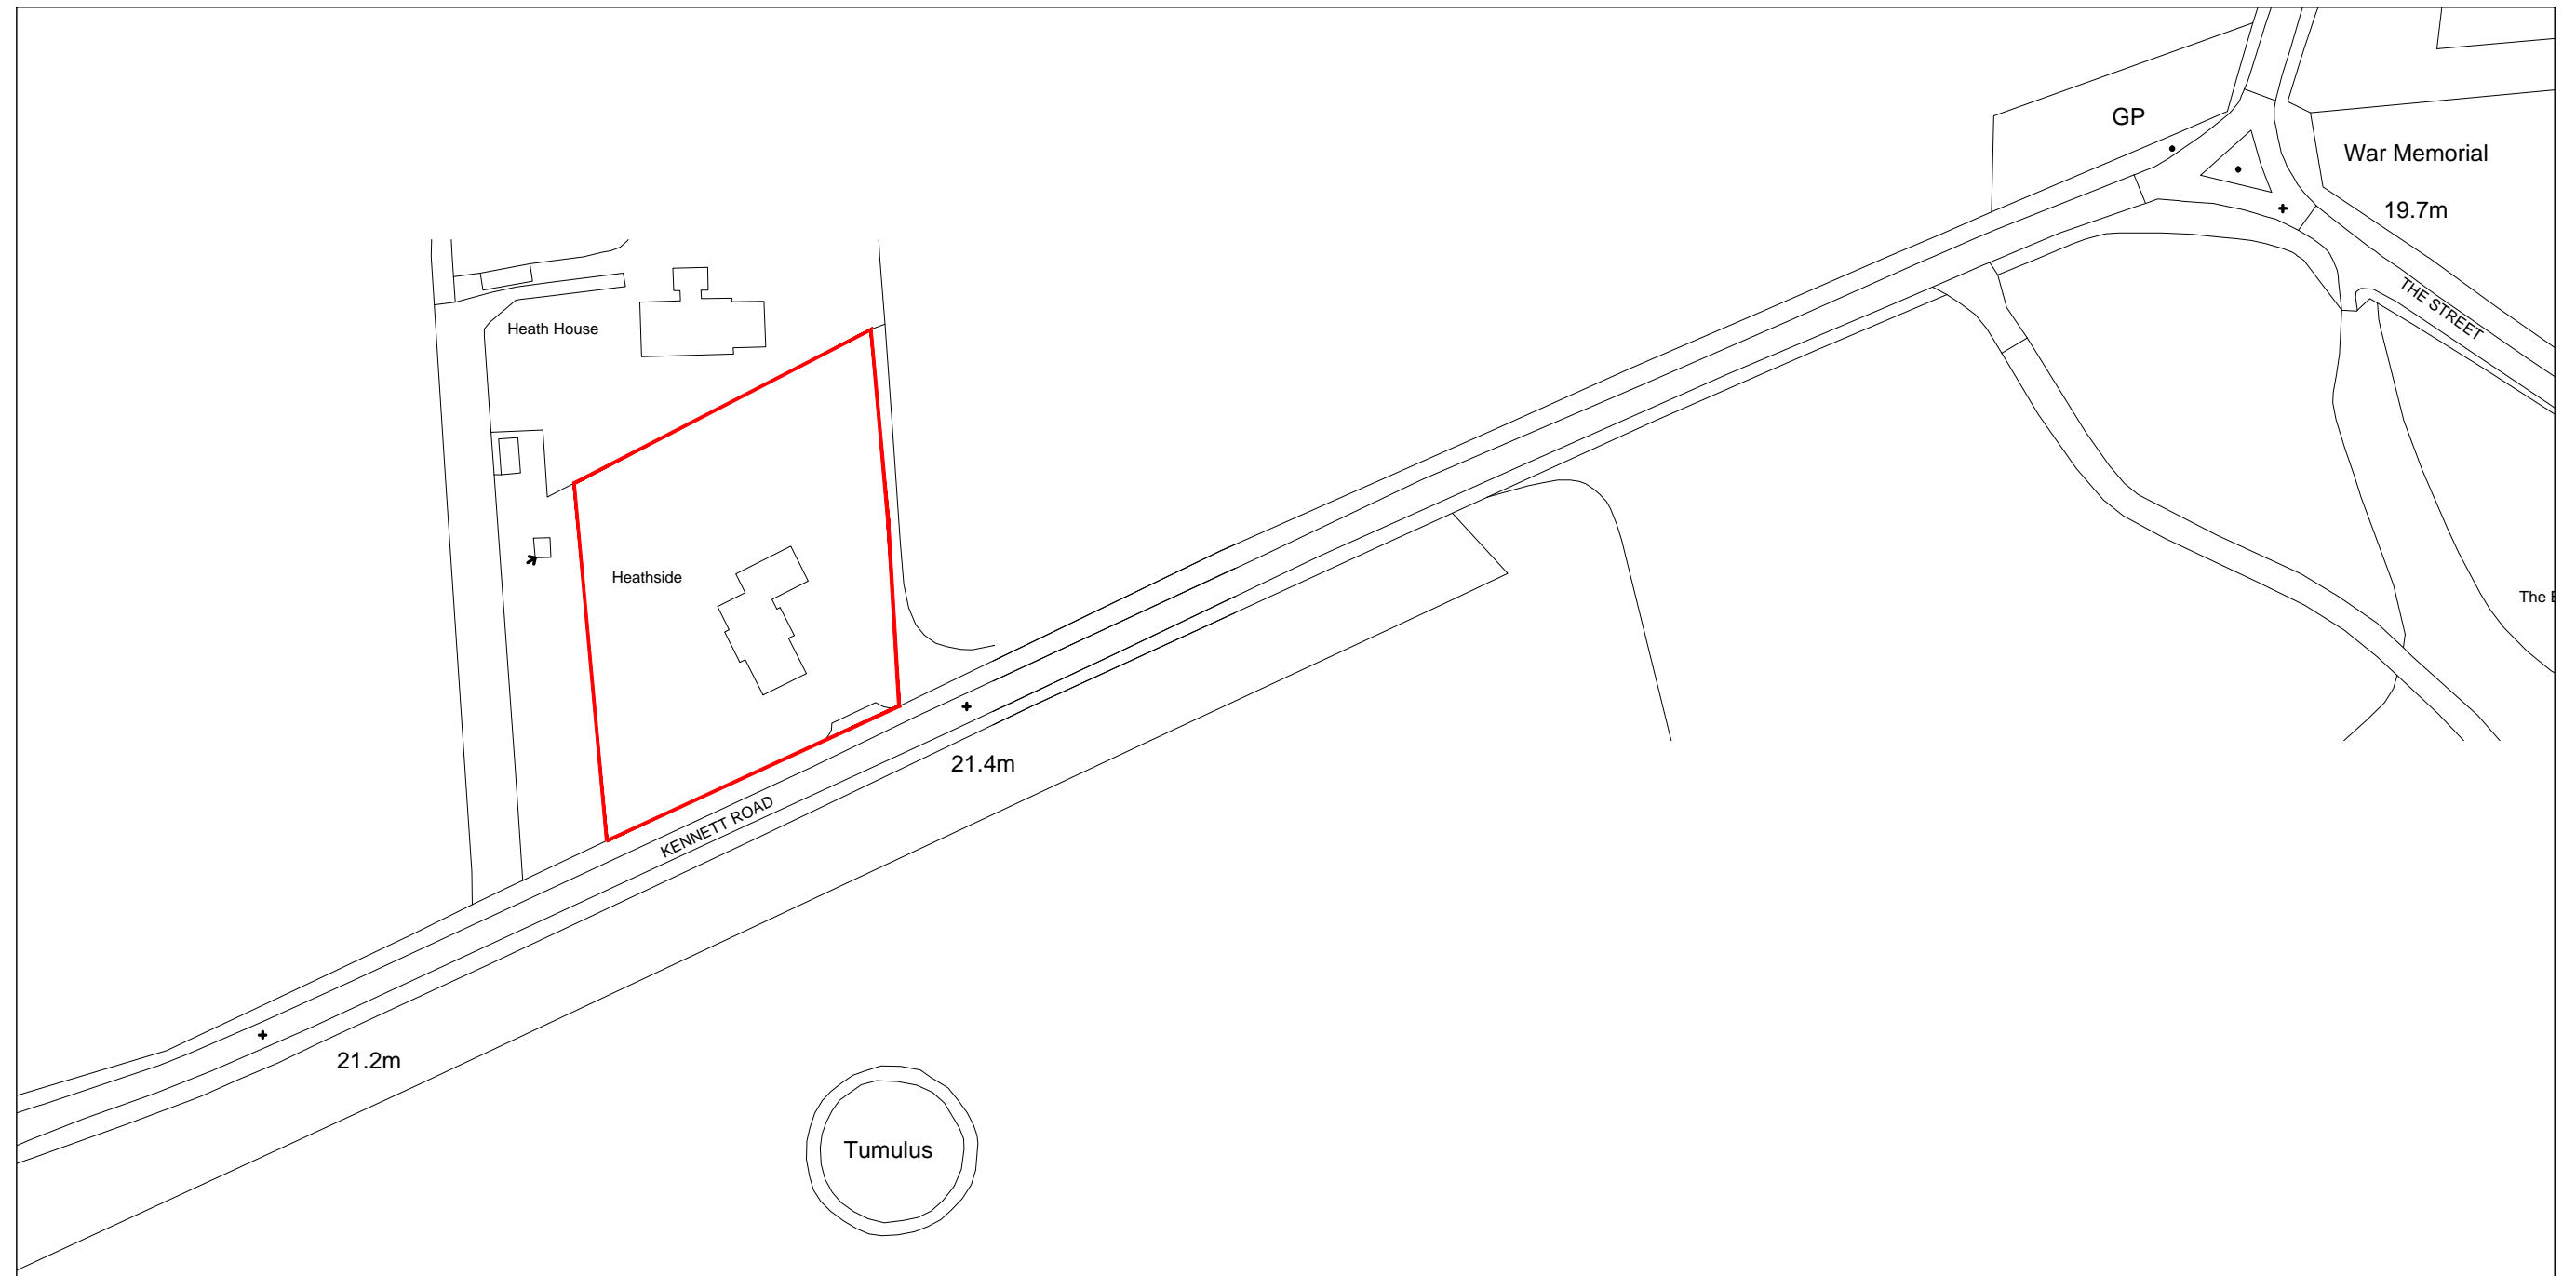 GP
War Memorial
19.7m
THE STREET
Heath House
Heathside
The
21.4m
KENNETT ROAD
21.2m
Tumulus